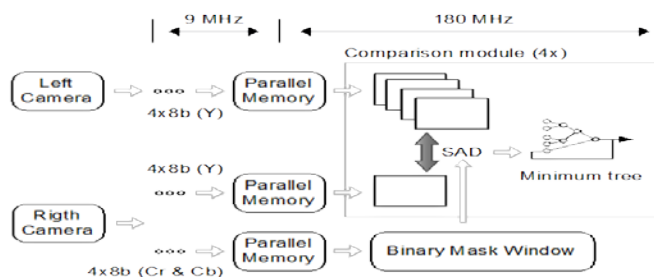 9 MHz
180 MHz
Comparison module (4x)
Left
Camera
4x8b (Y)
Parallel
Memory
SAD
Minimum tree
4x8b (Y)
Parallel
Memory
Rigth
Camera
4x8b (Cr & Cb)
Parallel
Memory
Binary Mask Window